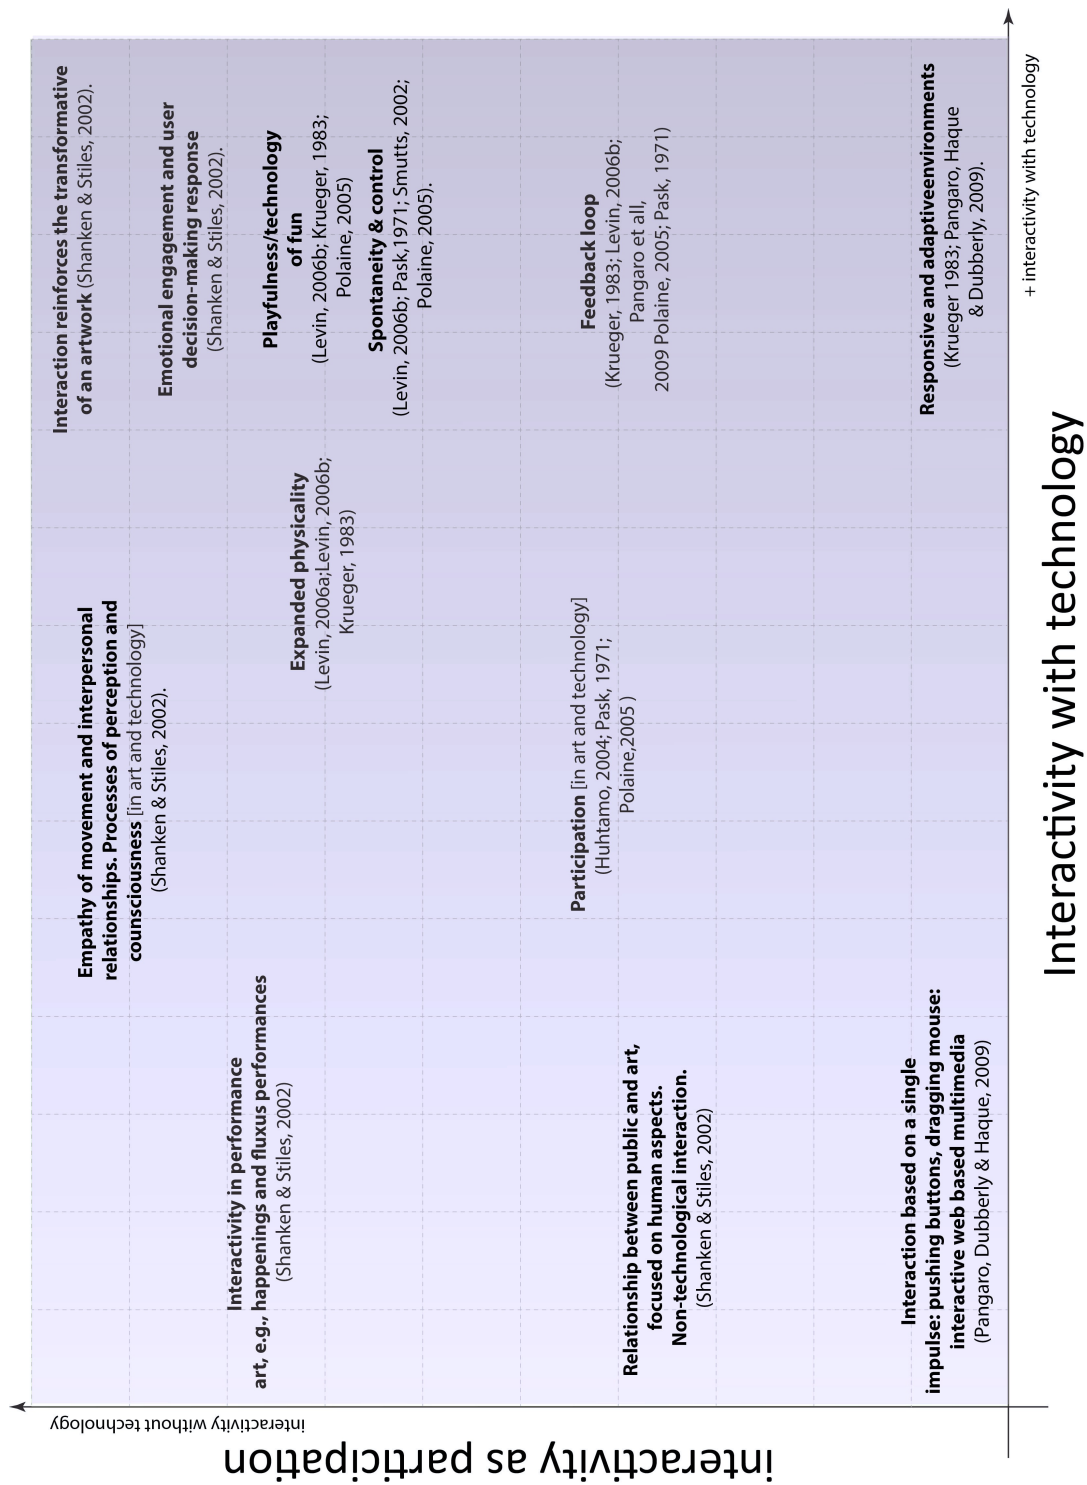 Interaction reinforces the transformative
of an artwork (Shanken & Stiles, 2002).
Emotional engagement and user
decision-making response
(Shanken & Stiles, 2002).
Playfulness/technology
of fun
(Levin, 2006b; Krueger, 1983;
Polaine, 2005)
Spontaneity & control
(Levin, 2006b; Pask,1971; Smutts, 2002;
Polaine, 2005).
Feedback loop
(Krueger, 1983; Levin, 2006b;
Pangaro et all,
2009 Polaine, 2005; Pask, 1971)
Responsive and adaptiveenvironments
(Krueger 1983; Pangaro, Haque
& Dubberly, 2009).
Expanded physicality
(Levin, 2006a;Levin, 2006b;
Krueger, 1983)
Empathy of movement and interpersonal
relationships. Processes of perception and
counsciousness [in art and technology]
(Shanken & Stiles, 2002).
Participation [in art and technology]
(Huhtamo, 2004; Pask, 1971;
Polaine,2005 )
Interactivity in performance
art, e.g., happenings and fluxus performances
(Shanken & Stiles, 2002)
Relationship between public and art,
focused on human aspects.
Non-technological interaction.
(Shanken & Stiles, 2002)
Interaction based on a single
impulse: pushing buttons, dragging mouse:
interactive web based multimedia
(Pangaro, Dubberly & Haque, 2009)
+ interactivity with technology
Interactivity with technology
interactivity without technology
interactivity as participation